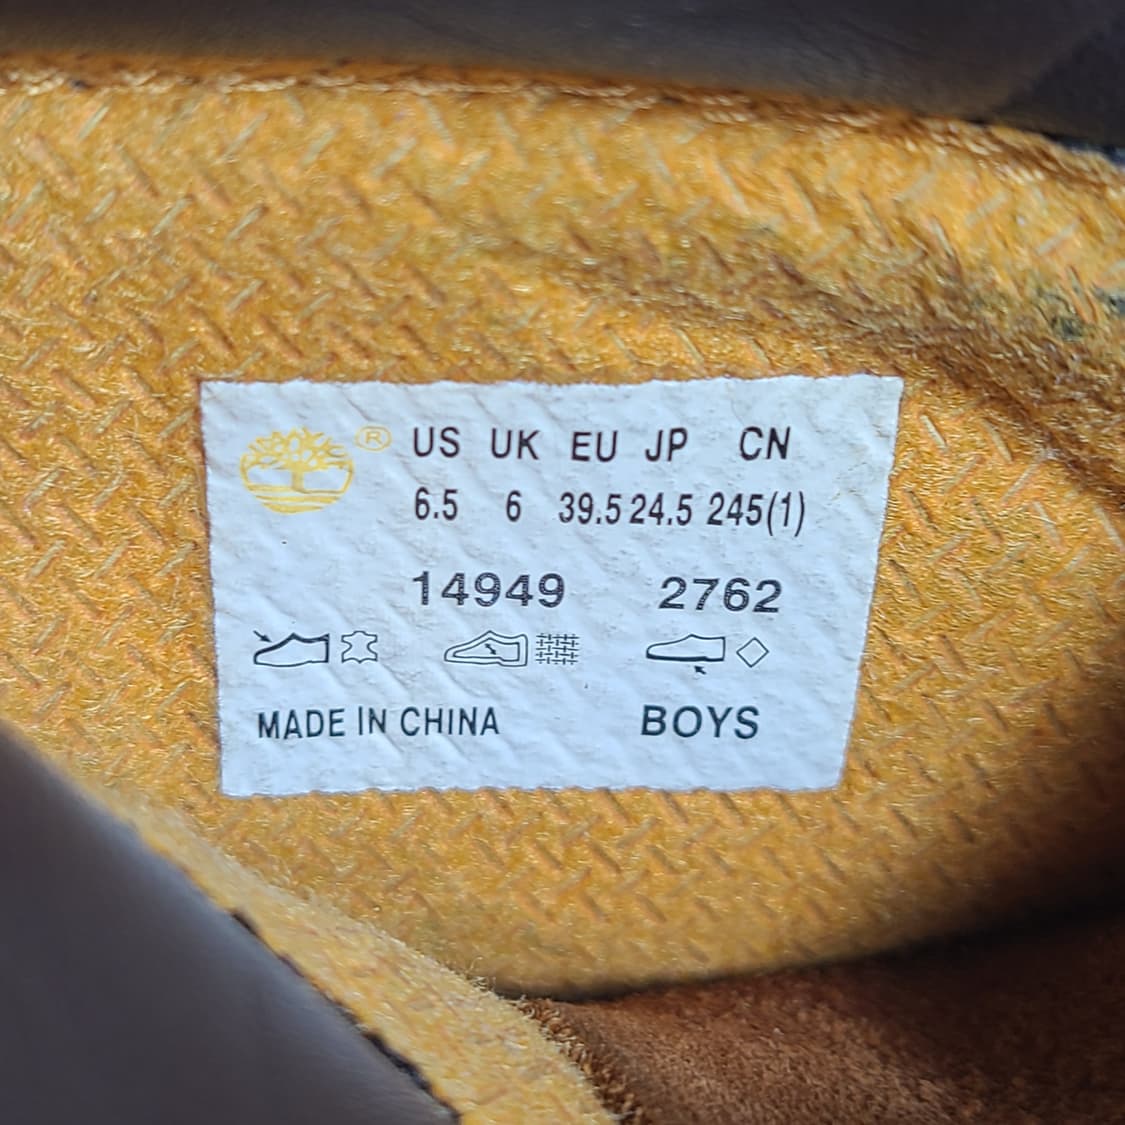 ® US UK EU JP CN
6.5 6 39.5 24.5 245(1)
14949 2762
MADE IN CHINA BOYS